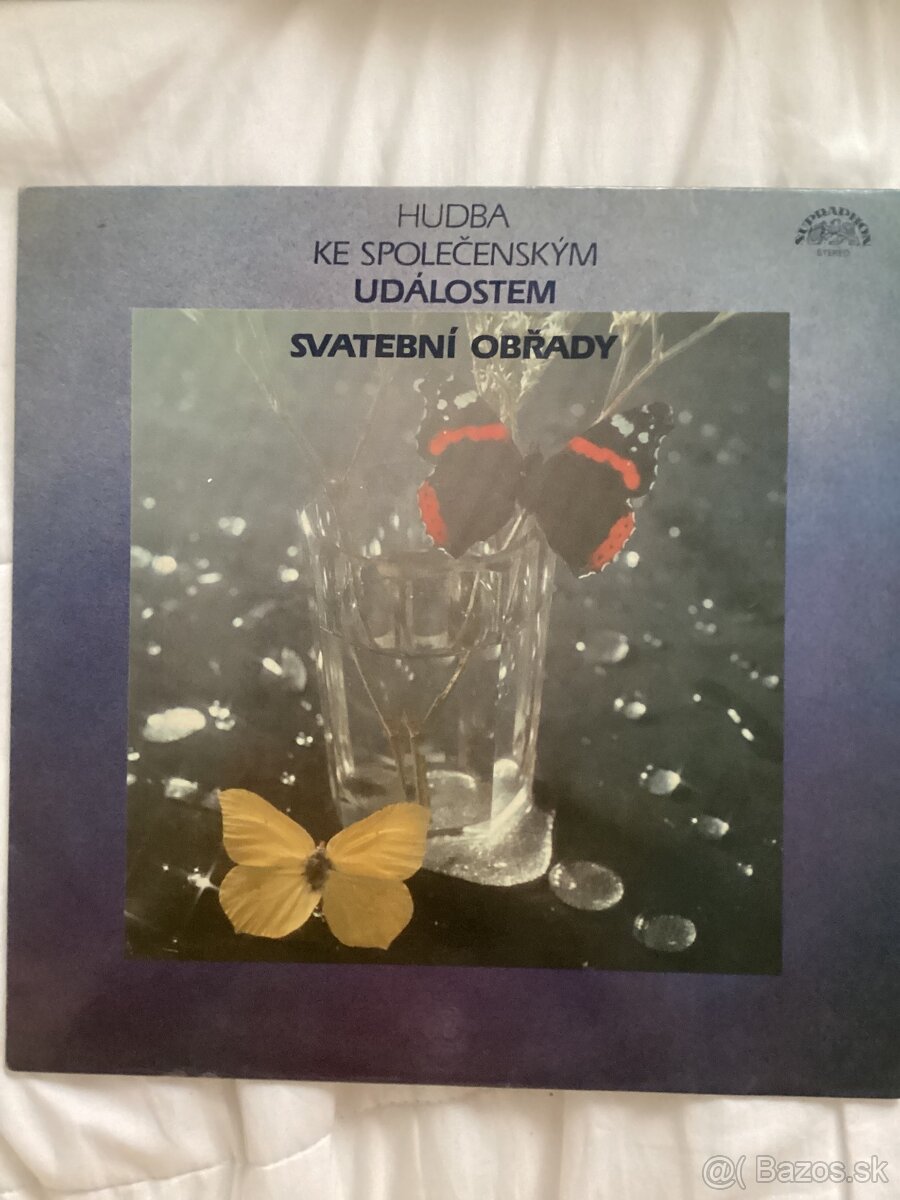 HUDBA
KE SPOLEČENSKÝM
UDÁLOSTEM
SUPRAPHON
STEREO
SVATEBNÍ OBŘADY
@( Bazos.sk